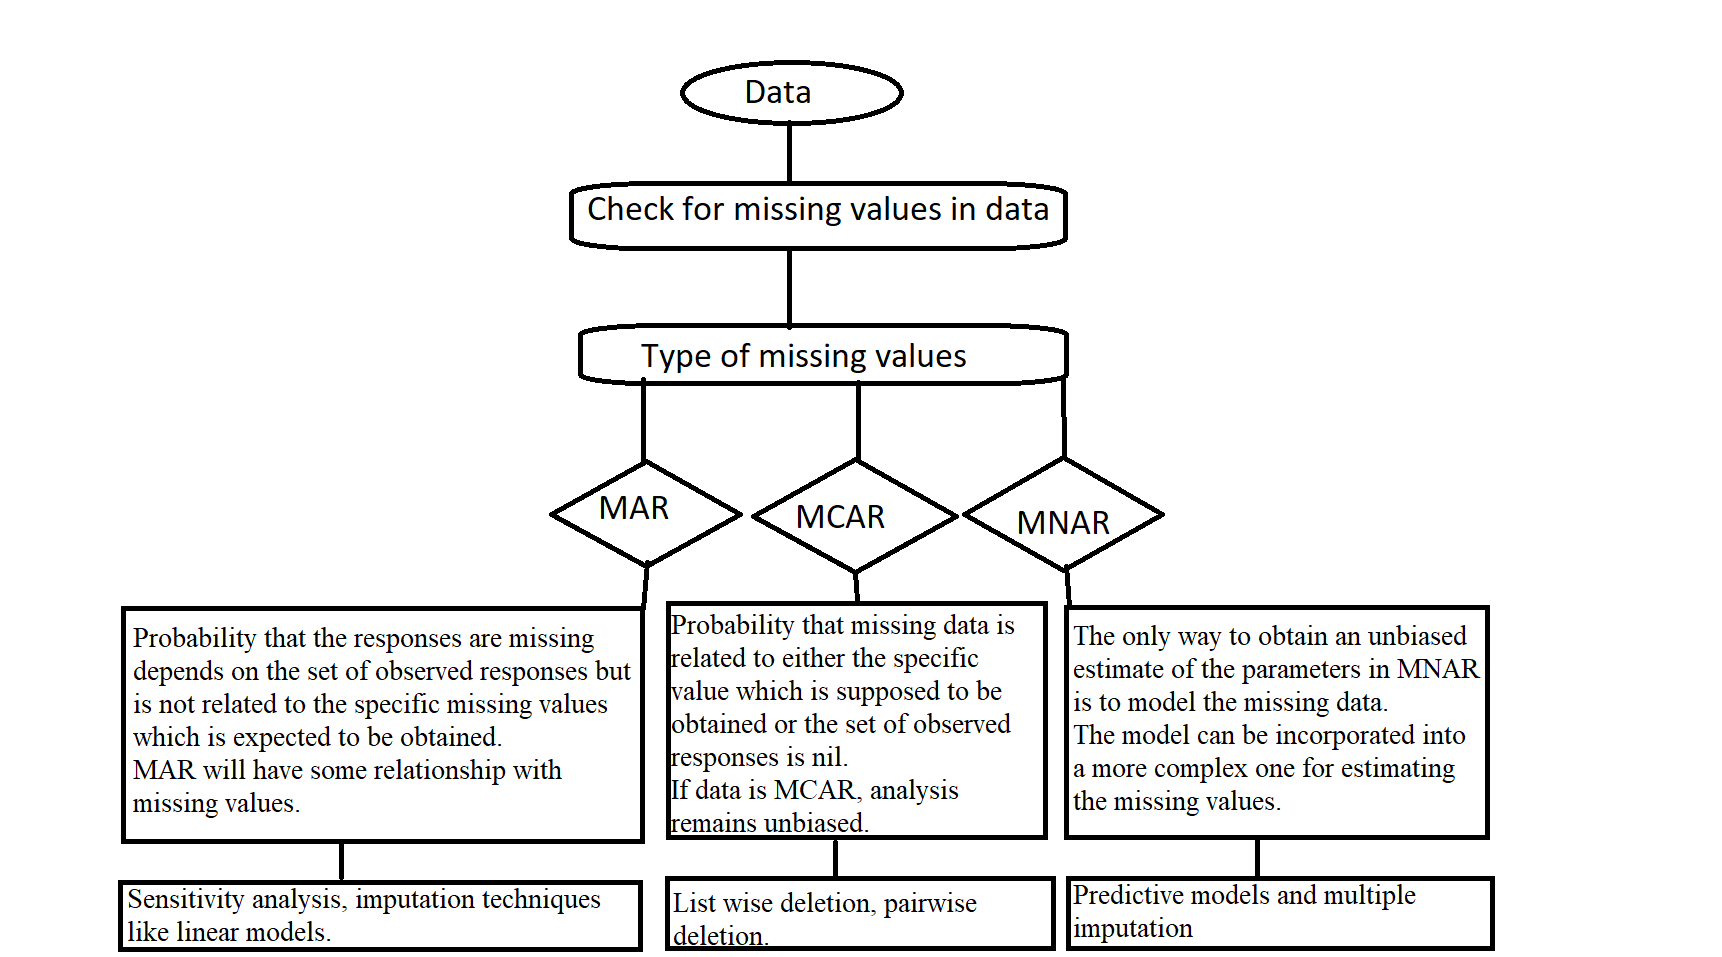 Data
Check for missing values in data
Type of missing values
MAR
MCAR
MNAR
Probability that the responses are missing
depends on the set of observed responses but
is not related to the specific missing values
which is expected to be obtained.
MAR will have some relationship with
missing values.
Probability that missing data is
related to either the specific
value which is supposed to be
obtained or the set of observed
responses is nil.
If data is MCAR, analysis
remains unbiased.
The only way to obtain an unbiased
estimate of the parameters in MNAR
is to model the missing data.
The model can be incorporated into
a more complex one for estimating
the missing values.
Sensitivity analysis, imputation techniques
like linear models.
List wise deletion, pairwise
deletion.
Predictive models and multiple
imputation